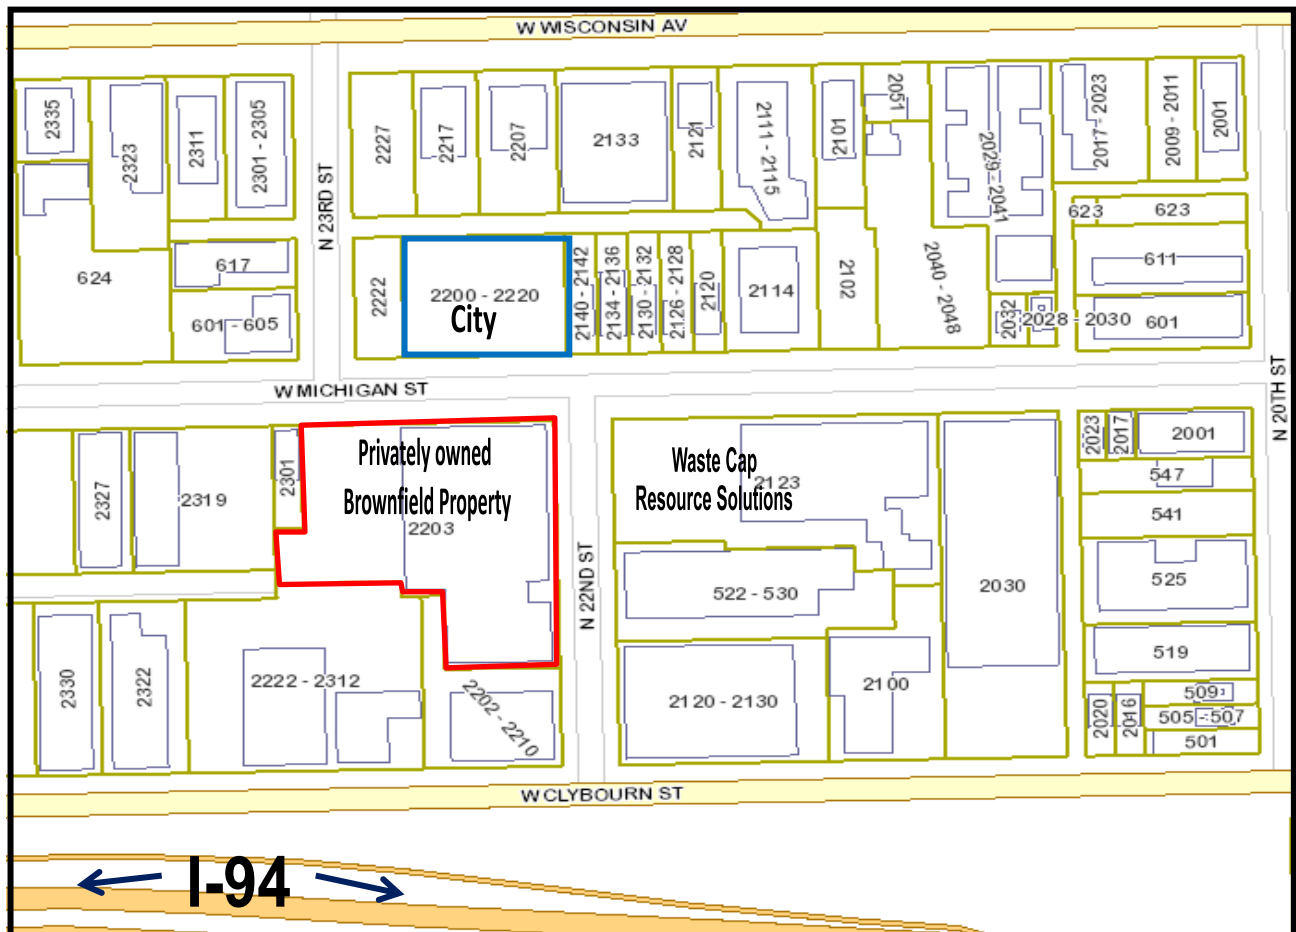 W WISCONSIN AV
2335
2323
2311
2301 - 2305
N 23RD ST
2227
2217
2207
2133
2121
2111 - 2115
2101
2051
2029 - 2041
2017 - 2023
2009 - 2011
2001
624
617
601 - 605
2222
2200 - 2220
City
2140 - 2142
2134 - 2136
2130 - 2132
2126 - 2128
2120
2114
2102
2040 - 2048
2032
2028 - 2030
623
623
611
601
W MICHIGAN ST
N 20TH ST
2327
2319
2301
Privately owned
Brownfield Property
2203
N 22ND ST
Waste Cap
2123
Resource Solutions
522 - 530
2030
2023
2017
2001
547
541
525
519
509
505 - 507
501
2020
2016
2330
2322
2222 - 2312
2202 - 2210
2120 - 2130
2100
W CLYBOURN ST
I-94